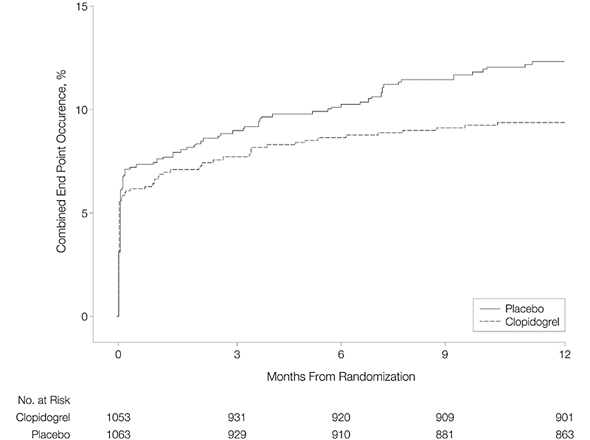 15
10
5
0
Combined End Point Occurence, %
Placebo
Clopidogrel
0 3 6 9 12
Months From Randomization
No. at Risk
Clopidogrel 1053 931 920 909 901
Placebo 1063 929 910 881 863